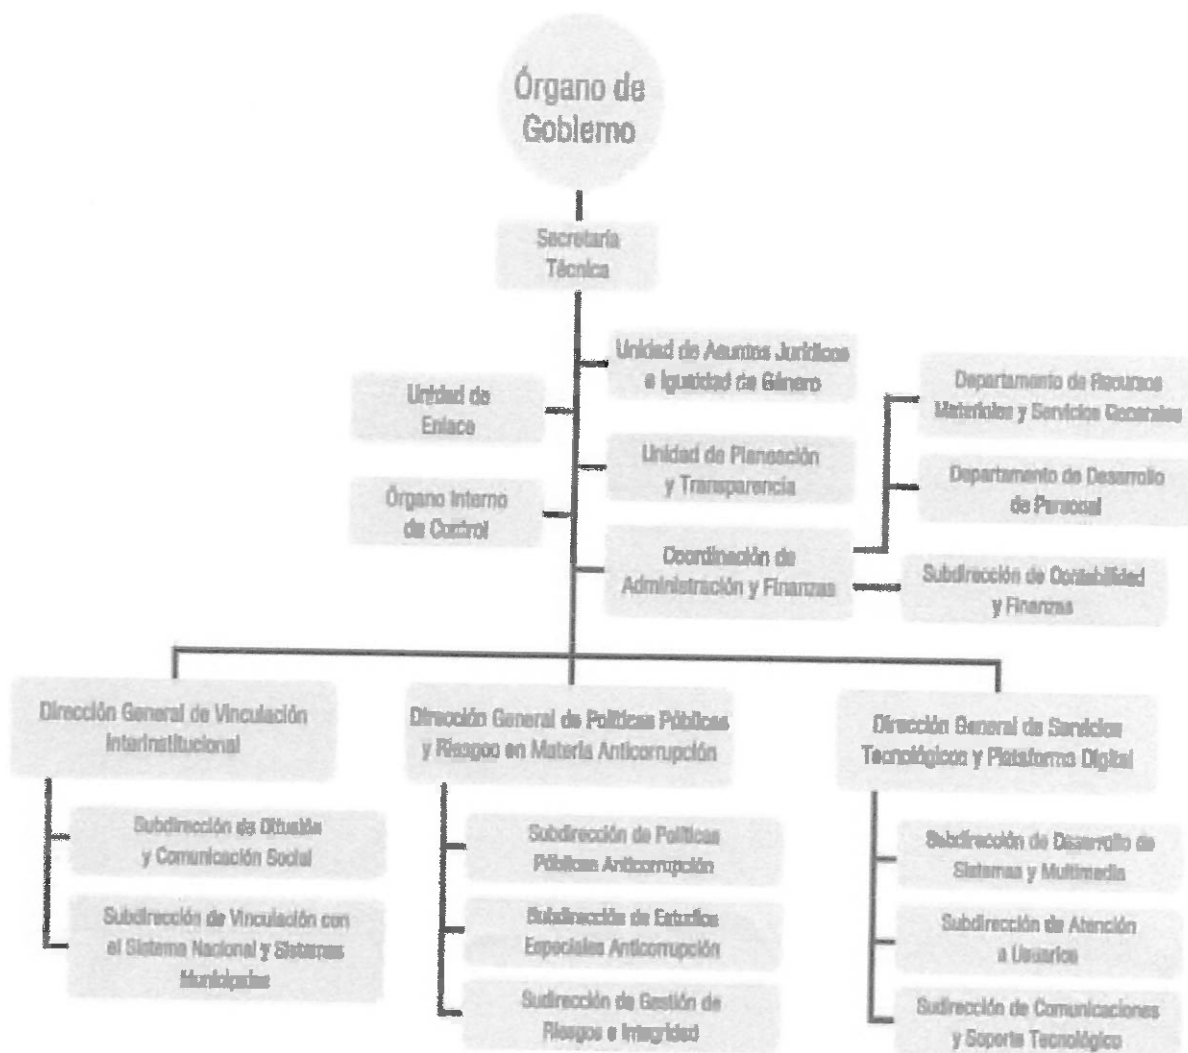 Órgano de
Gobierno
Secretaría
Técnica
Unidad de Asuntos Jurídicos
e Igualdad de Género
Unidad de
Enlace
Unidad de Planeación
y Transparencia
Órgano Interno
de Control
Coordinación de
Administración y Finanzas
Departamento de Recursos
Materiales y Servicios Generales
Departamento de Desarrollo
de Personal
Subdirección de Contabilidad
y Finanzas
Dirección General de Vinculación
Interinstitucional
Subdirección de Difusión
y Comunicación Social
Subdirección de Vinculación con
el Sistema Nacional y Sistemas
Municipales
Dirección General de Políticas Públicas
y Riesgos en Materia Anticorrupción
Subdirección de Políticas
Públicas Anticorrupción
Subdirección de Estudios
Especiales Anticorrupción
Sudirección de Gestión de
Riesgos e Integridad
Dirección General de Servicios
Tecnológicos y Plataforma Digital
Subdirección de Desarrollo de
Sistemas y Multimedia
Subdirección de Atención
a Usuarios
Sudirección de Comunicaciones
y Soporte Tecnológico